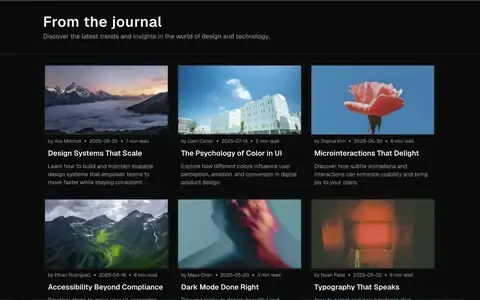 From the journal
Discover the latest trends and insights in the world of design and technology.
by Ava Mitchell • 2025-08-25 • 7 min read
by Liam Carter • 2025-07-14 • 5 min read
by Sophia Kim • 2025-06-30 • 6 min read
Design Systems That Scale
The Psychology of Color in UI
Microinteractions That Delight
Learn how to build and maintain scalable
design systems that empower teams to
move faster while staying consistent.
Explore how different colors influence user
perception, emotion, and conversion in digital
product design.
Discover how subtle animations and
interactions can enhance usability and bring
joy to your users.
by Ethan Rodriguez • 2025-06-18 • 8 min read
by Maya Chen • 2025-05-20 • 4 min read
by Noah Patel • 2025-06-02 • 9 min read
Accessibility Beyond Compliance
Dark Mode Done Right
Typography That Speaks